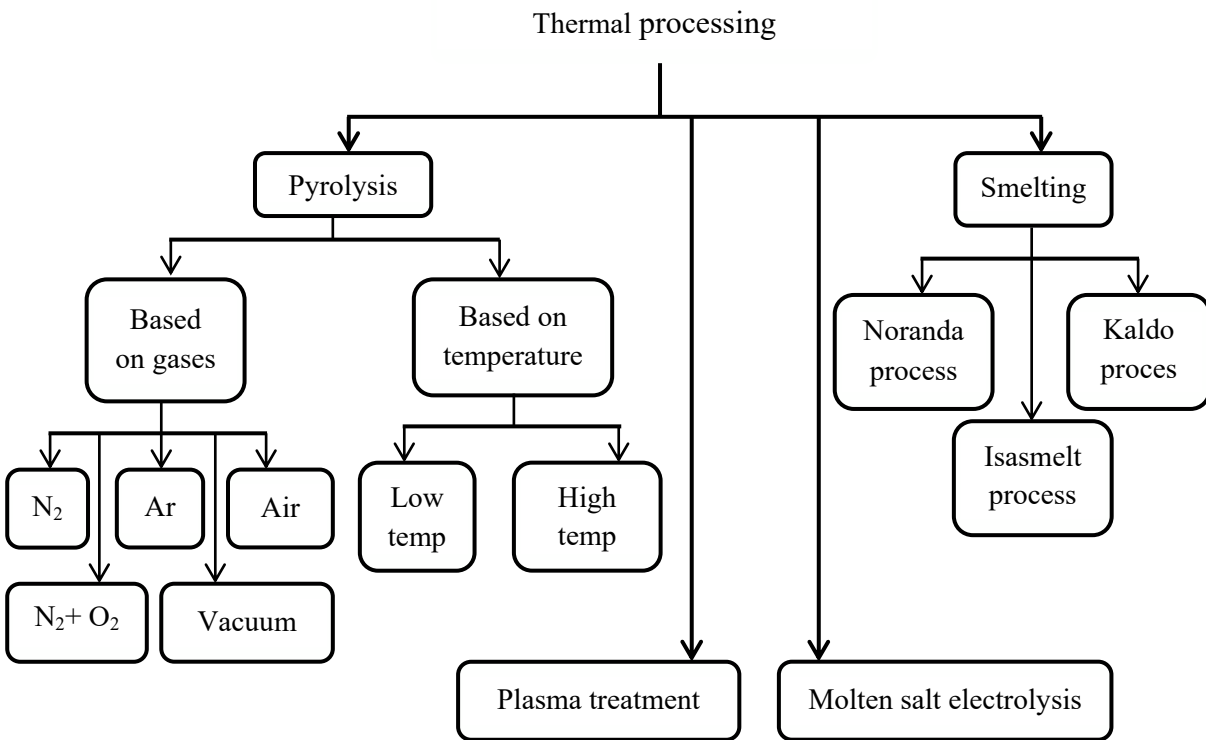 Thermal processing
Pyrolysis
Smelting
Based
on gases
Based on
temperature
Noranda
process
Kaldo
proces
Isasmelt
process
N₂
Ar
Air
Low
temp
High
temp
N₂+ O₂
Vacuum
Plasma treatment
Molten salt electrolysis